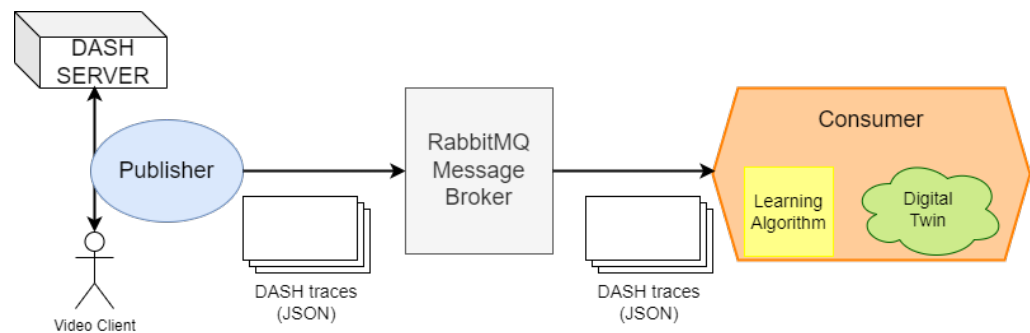 DASH
SERVER
Publisher
RabbitMQ
Message
Broker
Consumer
Learning
Algorithm
Digital
Twin
DASH traces
(JSON)
DASH traces
(JSON)
Video Client